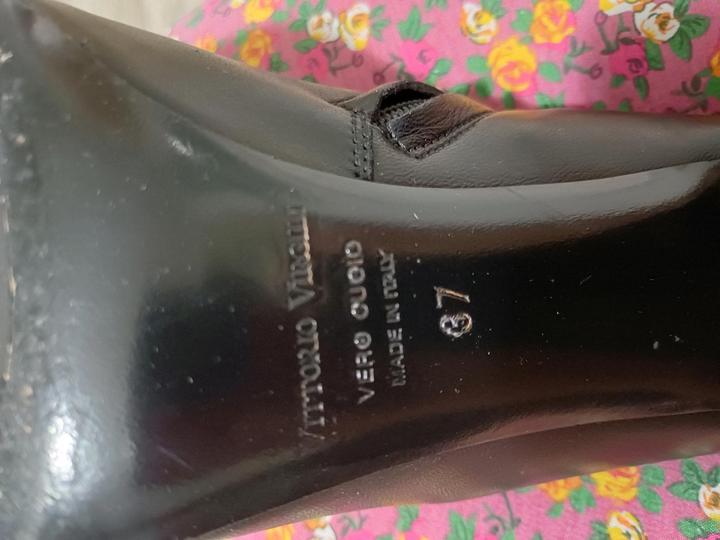 VITTORIO VIRGILI
VERO CUOIO
MADE IN ITALY
37